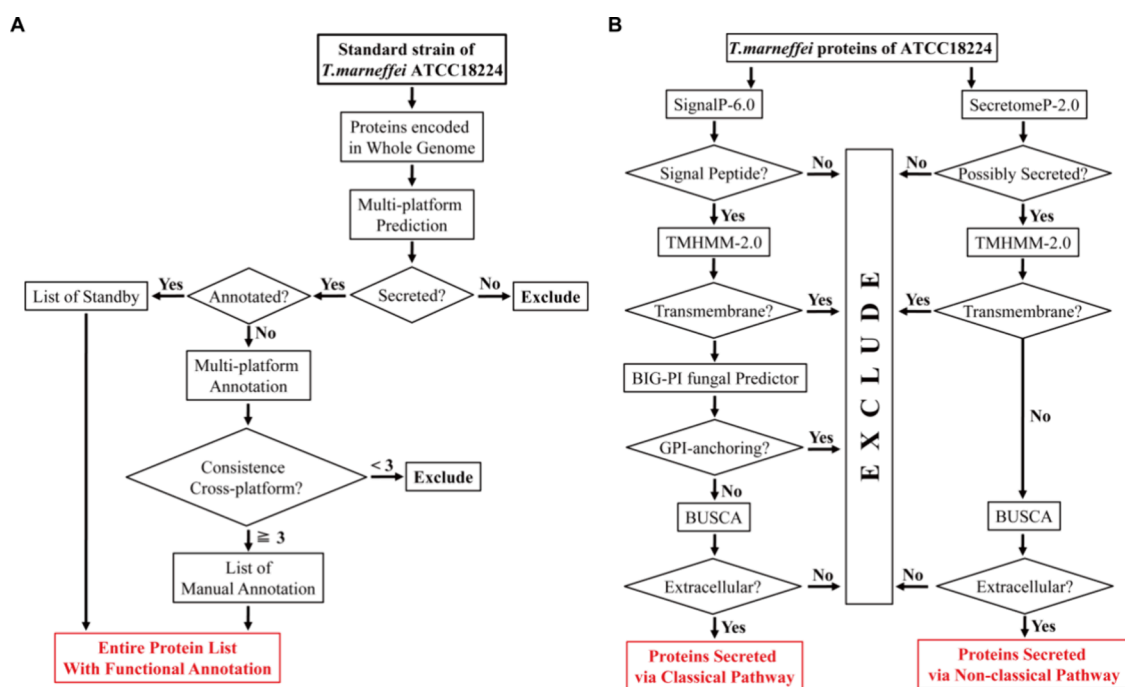 A
Standard strain of
T.marneffei ATCC18224
Proteins encoded
in Whole Genome
Multi-platform
Prediction
Secreted?
No
Exclude
Yes
Annotated?
Yes
List of Standby
No
Multi-platform
Annotation
Consistence
Cross-platform?
< 3
Exclude
≧ 3
List of
Manual Annotation
Entire Protein List
With Functional Annotation
B
T.marneffei proteins of ATCC18224
SignalP-6.0
Signal Peptide?
No
Yes
TMHMM-2.0
Transmembrane?
Yes
BIG-PI fungal Predictor
GPI-anchoring?
Yes
No
BUSCA
Extracellular?
No
Yes
Proteins Secreted
via Classical Pathway
EXCLUDE
SecretomeP-2.0
Possibly Secreted?
No
Yes
TMHMM-2.0
Transmembrane?
Yes
No
BUSCA
Extracellular?
No
Yes
Proteins Secreted
via Non-classical Pathway